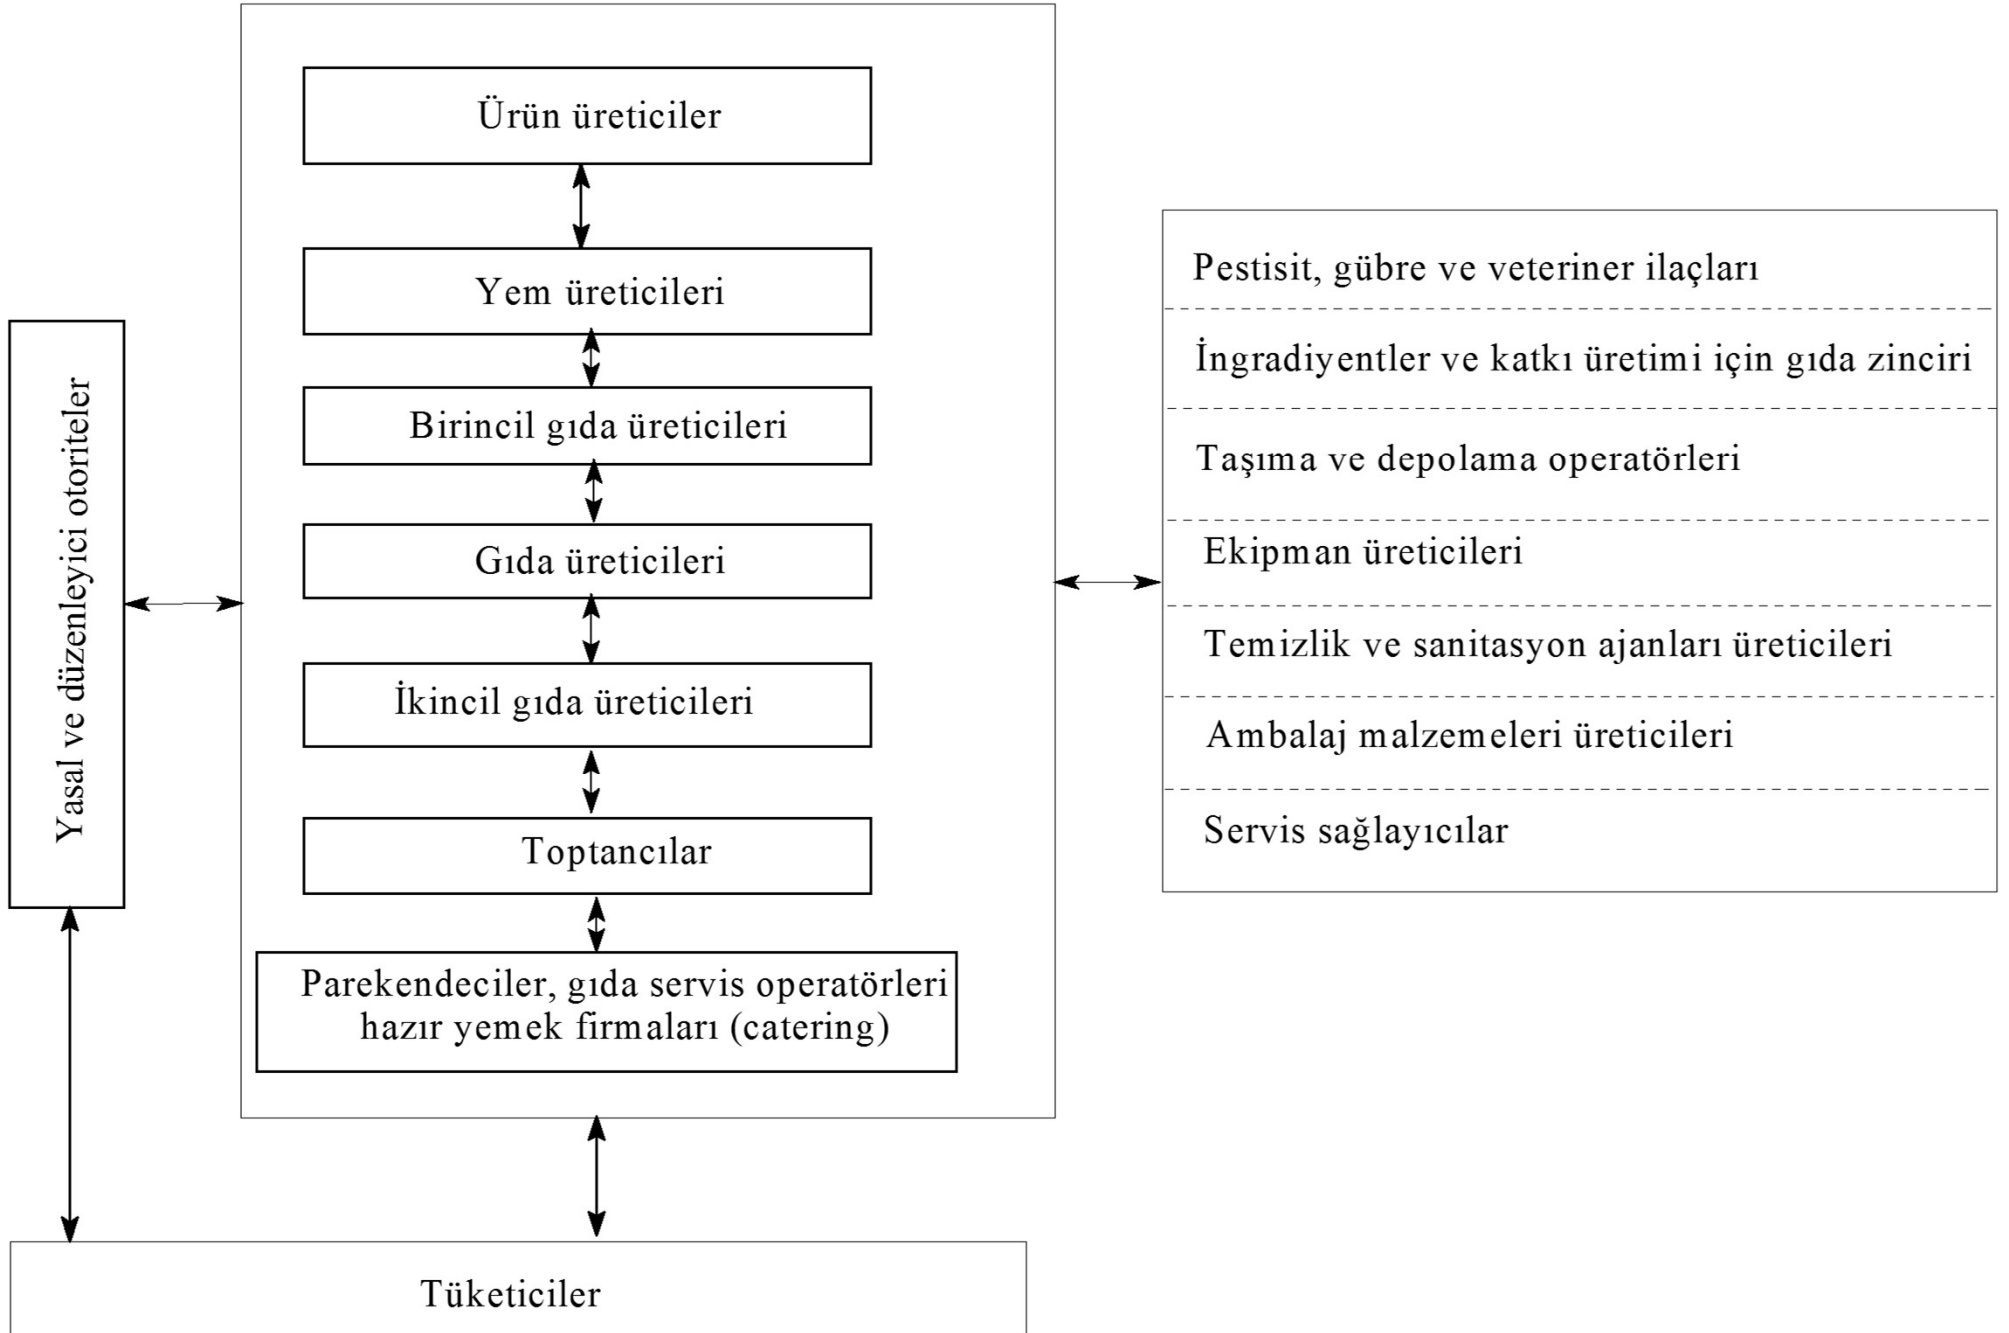 Ürün üreticiler
Yem üreticileri
Birincil gıda üreticileri
Gıda üreticileri
İkincil gıda üreticileri
Toptancılar
Parekendeciler, gıda servis operatörleri
hazır yemek firmaları (catering)
Yasal ve düzenleyici otoriteler
Pestisit, gübre ve veteriner ilaçları
İngradiyentler ve katkı üretimi için gıda zinciri
Taşıma ve depolama operatörleri
Ekipman üreticileri
Temizlik ve sanitasyon ajanları üreticileri
Ambalaj malzemeleri üreticileri
Servis sağlayıcılar
Tüketiciler